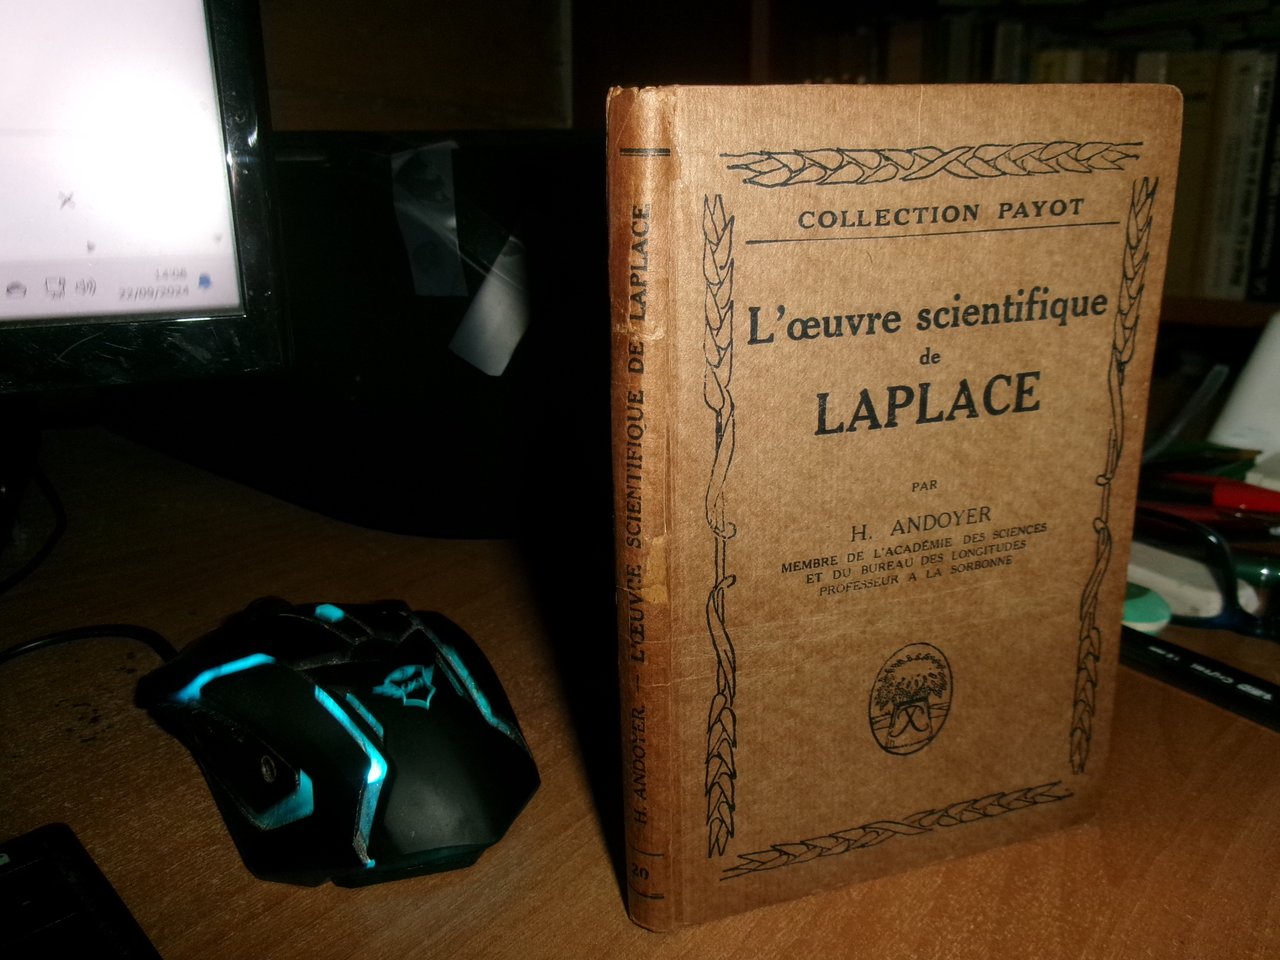 14:08
22/09/2024
H. ANDOYER. — L'ŒUVRE SCIENTIFIQUE DE LAPLACE
20
COLLECTION PAYOT
L'œuvre scientifique
de
LAPLACE
PAR
H. ANDOYER
MEMBRE DE L'ACADÉMIE DES SCIENCES
ET DU BUREAU DES LONGITUDES
PROFESSEUR A LA SORBONNE